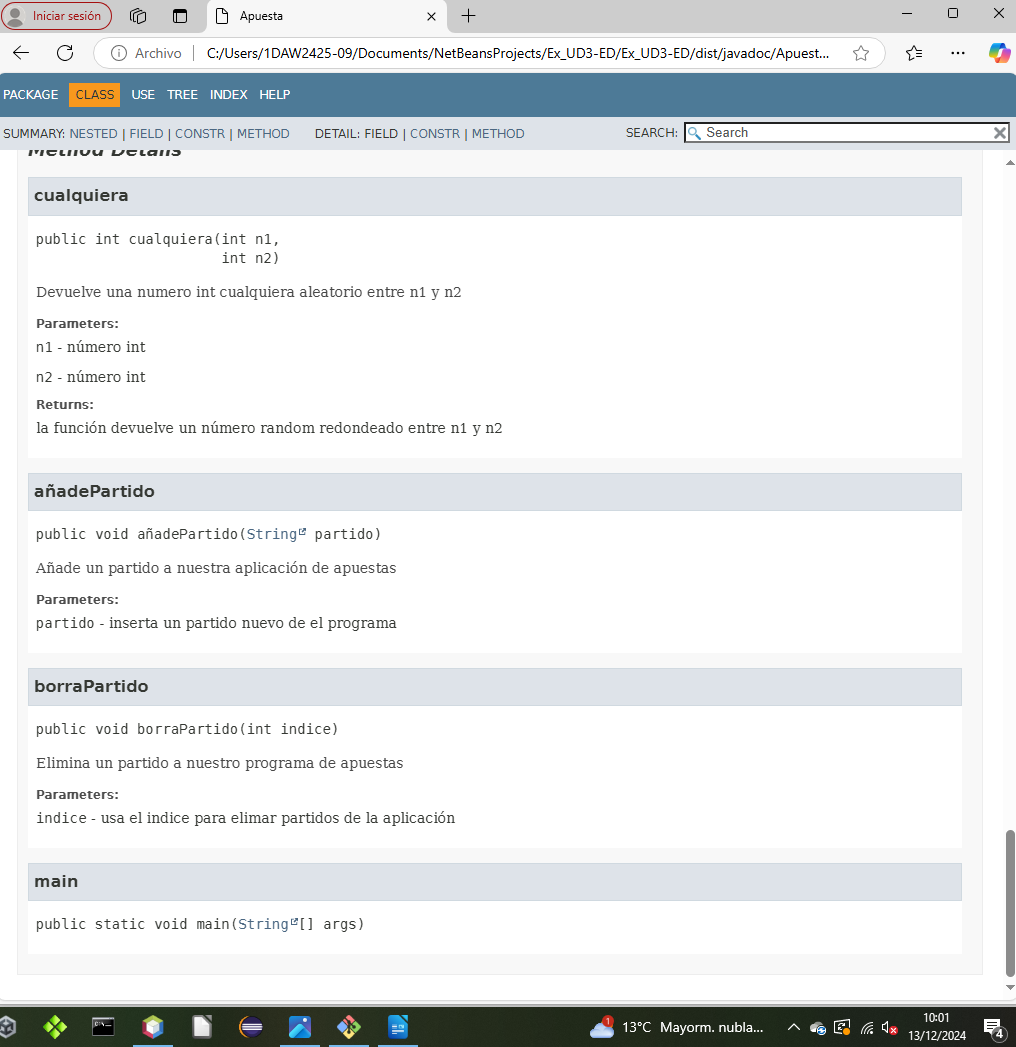 Iniciar sesión
Apuesta
Archivo
C:/Users/1DAW2425-09/Documents/NetBeansProjects/Ex_UD3-ED/Ex_UD3-ED/dist/javadoc/Apuest...
PACKAGE CLASS USE TREE INDEX HELP
SUMMARY: NESTED | FIELD | CONSTR | METHOD DETAIL: FIELD | CONSTR | METHOD SEARCH: Search
Method Details
cualquiera
public int cualquiera(int n1,
int n2)
Devuelve una numero int cualquiera aleatorio entre n1 y n2
Parameters:
n1 - número int
n2 - número int
Returns:
la función devuelve un número random redondeado entre n1 y n2
añadePartido
public void añadePartido(String partido)
Añade un partido a nuestra aplicación de apuestas
Parameters:
partido - inserta un partido nuevo de el programa
borraPartido
public void borraPartido(int indice)
Elimina un partido a nuestro programa de apuestas
Parameters:
indice - usa el indice para elimar partidos de la aplicación
main
public static void main(String[] args)
1
13°C Mayorm. nubla...
10:01
13/12/2024
4